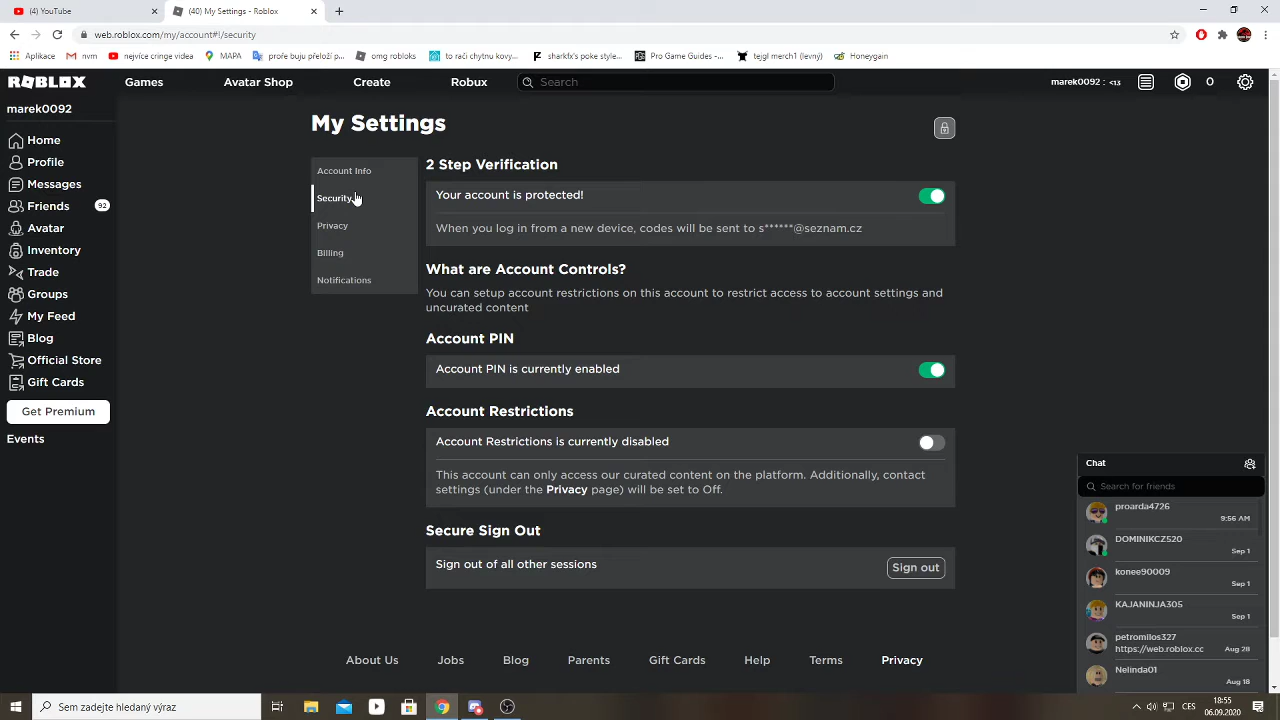 (4) YouTube
(40) My Settings - Roblox
web.roblox.com/my/account#!/security
Aplikace
nvm
nejvíce cringe videa
MAPA
profe buju přeloží p...
omg robloks
to rači chytnu kovy...
sharkfx's poke style...
Pro Game Guides -...
tejgl merch1 (levny)
Honeygain
ROBLOX
Games
Avatar Shop
Create
Robux
Search
marek0092 : <13
0
marek0092
Home
Profile
Messages
Friends
92
Avatar
Inventory
Trade
Groups
My Feed
Blog
Official Store
Gift Cards
Get Premium
Events
My Settings
Account Info
Security
Privacy
Billing
Notifications
2 Step Verification
Your account is protected!
When you log in from a new device, codes will be sent to s******@seznam.cz
What are Account Controls?
You can setup account restrictions on this account to restrict access to account settings and
uncurated content
Account PIN
Account PIN is currently enabled
Account Restrictions
Account Restrictions is currently disabled
This account can only access our curated content on the platform. Additionally, contact
settings (under the Privacy page) will be set to Off.
Secure Sign Out
Sign out of all other sessions
Sign out
About Us
Jobs
Blog
Parents
Gift Cards
Help
Terms
Privacy
Chat
Search for friends
proarda4726
9:56 AM
DOMINIKCZ520
Sep 1
konee90009
Sep 1
KAJANINJA305
Sep 1
petromilos327
https://web.roblox.cc
Aug 28
Nelinda01
Aug 18
Sem zadejte hledaný výraz
CES
18:55
06.09.2020